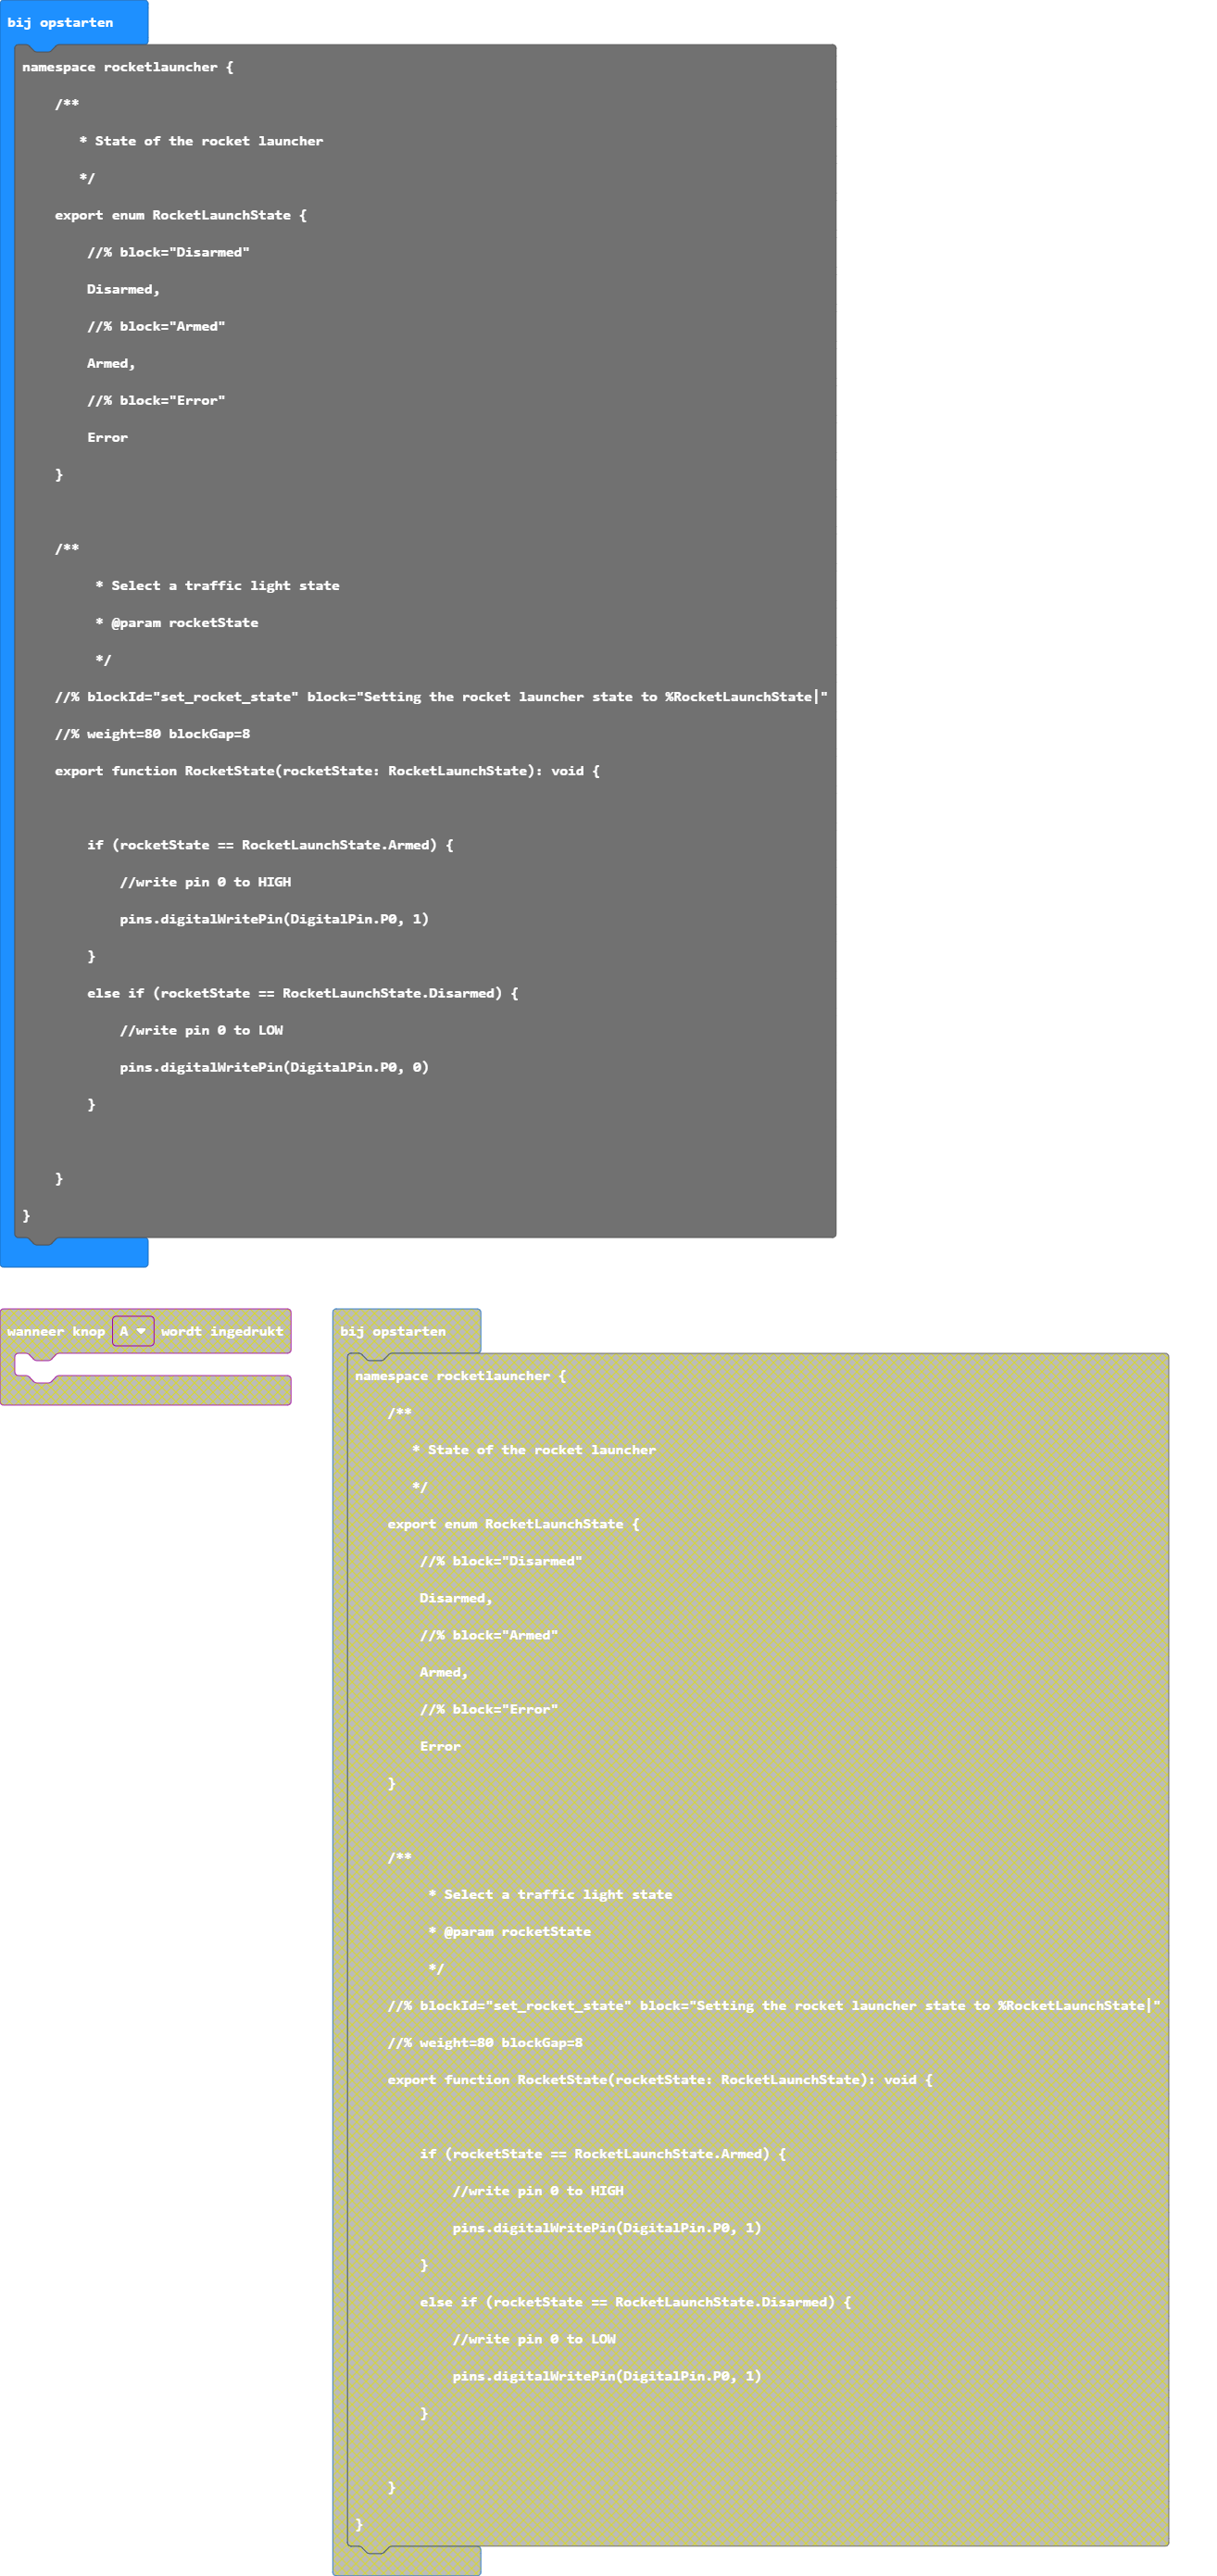 bij opstarten
namespace rocketlauncher {
/**
* State of the rocket launcher
*/
export enum RocketLaunchState {
//% block="Disarmed"
Disarmed,
//% block="Armed"
Armed,
//% block="Error"
Error
}
/**
* Select a traffic light state
* @param rocketState
*/
//% blockId="set_rocket_state" block="Setting the rocket launcher state to %RocketLaunchState|"
//% weight=80 blockGap=8
export function RocketState(rocketState: RocketLaunchState): void {
if (rocketState == RocketLaunchState.Armed) {
//write pin 0 to HIGH
pins.digitalWritePin(DigitalPin.P0, 1)
}
else if (rocketState == RocketLaunchState.Disarmed) {
//write pin 0 to LOW
pins.digitalWritePin(DigitalPin.P0, 0)
}
}
}
wanneer knop A wordt ingedrukt
bij opstarten
namespace rocketlauncher {
/**
* State of the rocket launcher
*/
export enum RocketLaunchState {
//% block="Disarmed"
Disarmed,
//% block="Armed"
Armed,
//% block="Error"
Error
}
/**
* Select a traffic light state
* @param rocketState
*/
//% blockId="set_rocket_state" block="Setting the rocket launcher state to %RocketLaunchState|"
//% weight=80 blockGap=8
export function RocketState(rocketState: RocketLaunchState): void {
if (rocketState == RocketLaunchState.Armed) {
//write pin 0 to HIGH
pins.digitalWritePin(DigitalPin.P0, 1)
}
else if (rocketState == RocketLaunchState.Disarmed) {
//write pin 0 to LOW
pins.digitalWritePin(DigitalPin.P0, 1)
}
}
}